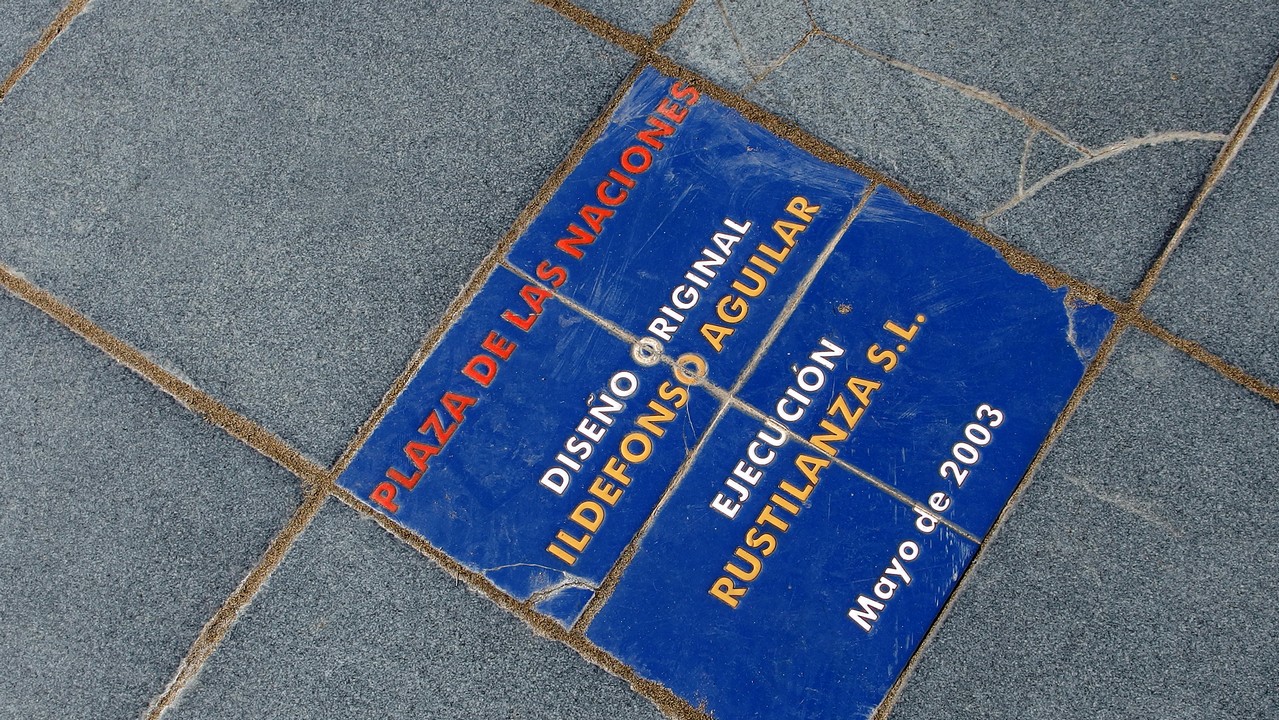 PLAZA DE LAS NACIONES
DISEÑO ORIGINAL
ILDEFONSO AGUILAR
EJECUCIÓN
RUSTILANZA S.L.
Mayo de 2003